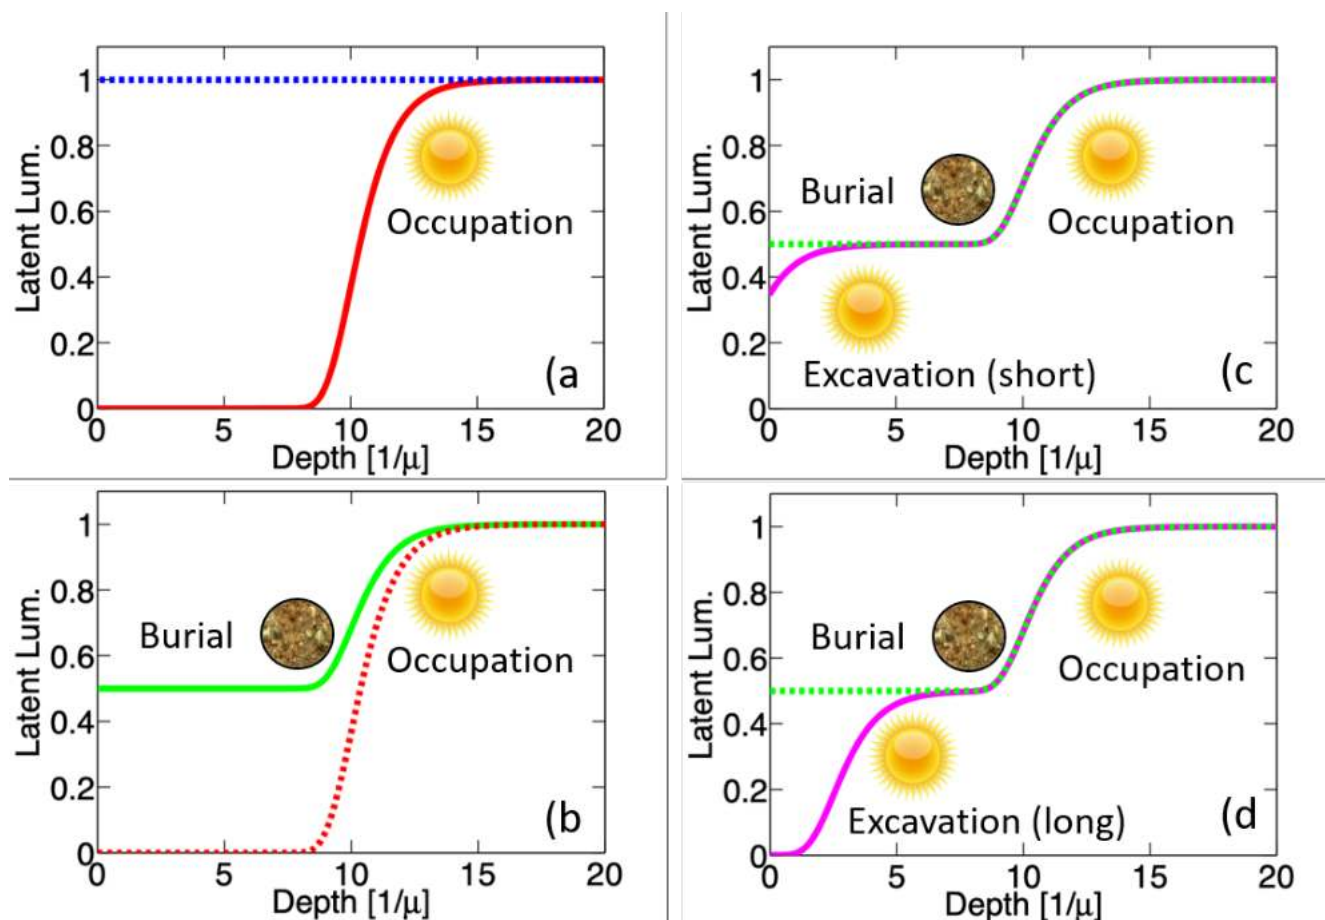 Latent Lum.
1
0.8
0.6
0.4
0.2
0
Occupation
(a
0 5 10 15 20
Depth [1/μ]
Latent Lum.
1
0.8
0.6
0.4
0.2
0
Burial
Occupation
Excavation (short)
(c
0 5 10 15 20
Depth [1/μ]
Latent Lum.
1
0.8
0.6
0.4
0.2
0
Burial
Occupation
(b
0 5 10 15 20
Depth [1/μ]
Latent Lum.
1
0.8
0.6
0.4
0.2
0
Burial
Occupation
Excavation (long)
(d
0 5 10 15 20
Depth [1/μ]